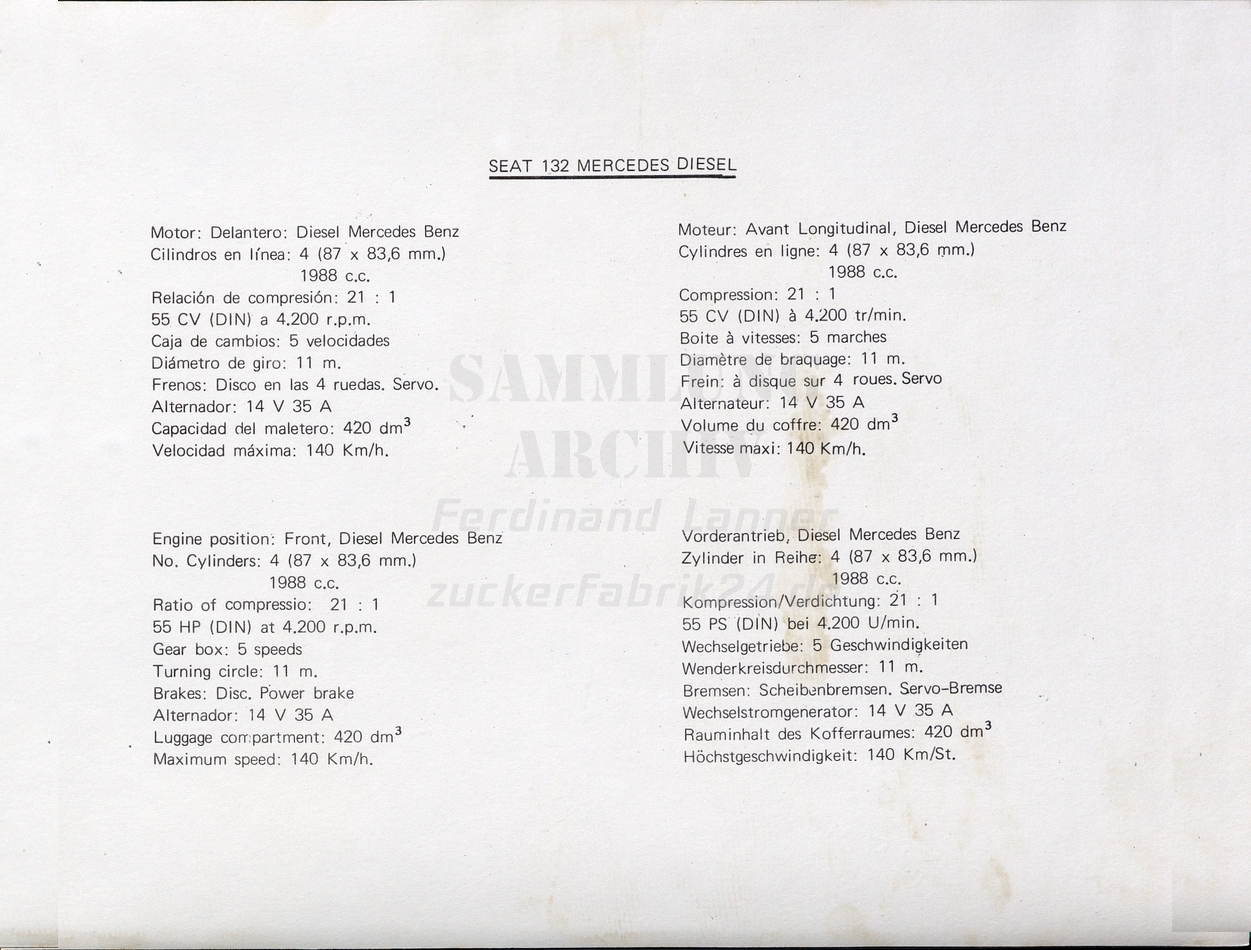 SEAT 132 MERCEDES DIESEL
Motor: Delantero: Diesel Mercedes Benz
Cilindros en línea: 4 (87 x 83,6 mm.)
1988 c.c.
Relación de compresión: 21 : 1
55 CV (DIN) a 4.200 r.p.m.
Caja de cambios: 5 velocidades
Diámetro de giro: 11 m.
Frenos: Disco en las 4 ruedas. Servo.
Alternador: 14 V 35 A
Capacidad del maletero: 420 dm³
Velocidad máxima: 140 Km/h.
Moteur: Avant Longitudinal, Diesel Mercedes Benz
Cylindres en ligne: 4 (87 x 83,6 mm.)
1988 c.c.
Compression: 21 : 1
55 CV (DIN) à 4.200 tr/min.
Boite à vitesses: 5 marches
Diamètre de braquage: 11 m.
Frein: à disque sur 4 roues. Servo
Alternateur: 14 V 35 A
Volume du coffre: 420 dm³
Vitesse maxi: 140 Km/h.
Engine position: Front, Diesel Mercedes Benz
No. Cylinders: 4 (87 x 83,6 mm.)
1988 c.c.
Ratio of compressio: 21 : 1
55 HP (DIN) at 4.200 r.p.m.
Gear box: 5 speeds
Turning circle: 11 m.
Brakes: Disc. Power brake
Alternador: 14 V 35 A
Luggage compartment: 420 dm³
Maximum speed: 140 Km/h.
Vorderantrieb, Diesel Mercedes Benz
Zylinder in Reihe: 4 (87 x 83,6 mm.)
1988 c.c.
Kompression/Verdichtung: 21 : 1
55 PS (DIN) bei 4.200 U/min.
Wechselgetriebe: 5 Geschwindigkeiten
Wenderkreisdurchmesser: 11 m.
Bremsen: Scheibenbremsen. Servo-Bremse
Wechselstromgenerator: 14 V 35 A
Rauminhalt des Kofferraumes: 420 dm³
Höchstgeschwindigkeit: 140 Km/St.
SAMMLUNG
ARCHIV
Ferdinand Lanner
zuckerfabrik24.de